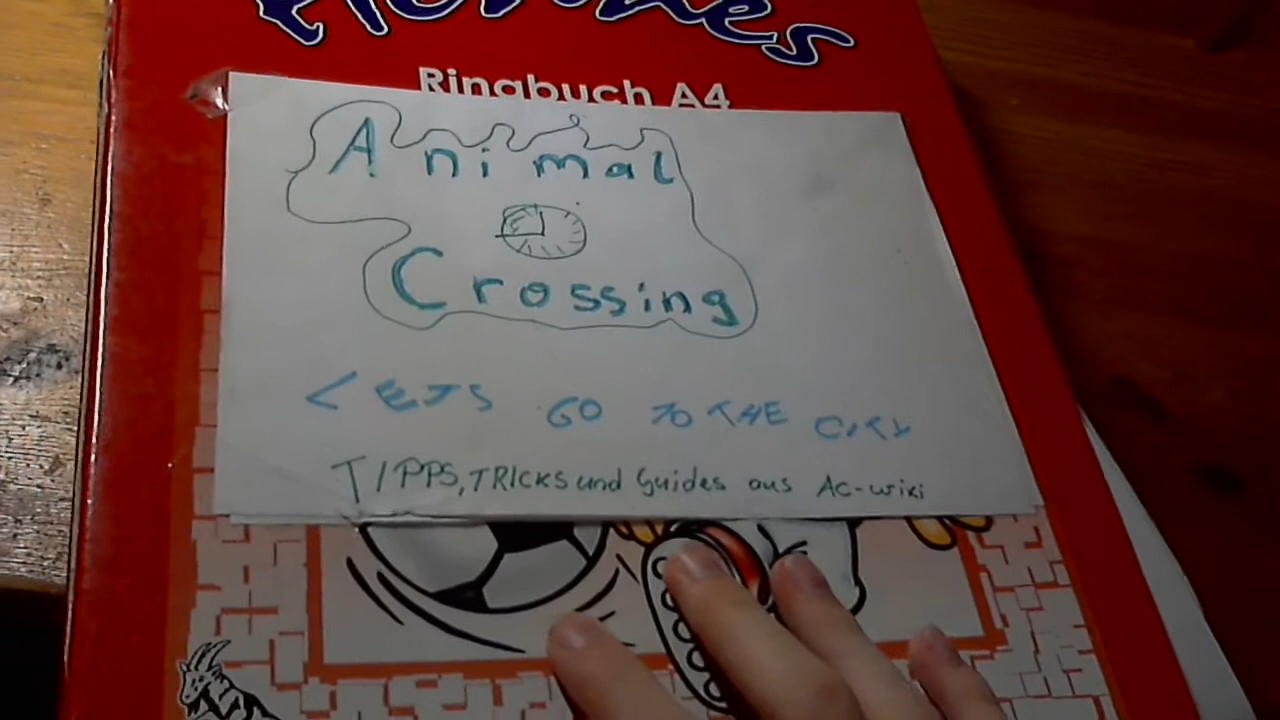 Ringbuch A4
Animal
Crossing
LETS GO TO THE CITY
TIPPS, TRICKS und Guides aus AC-wiki